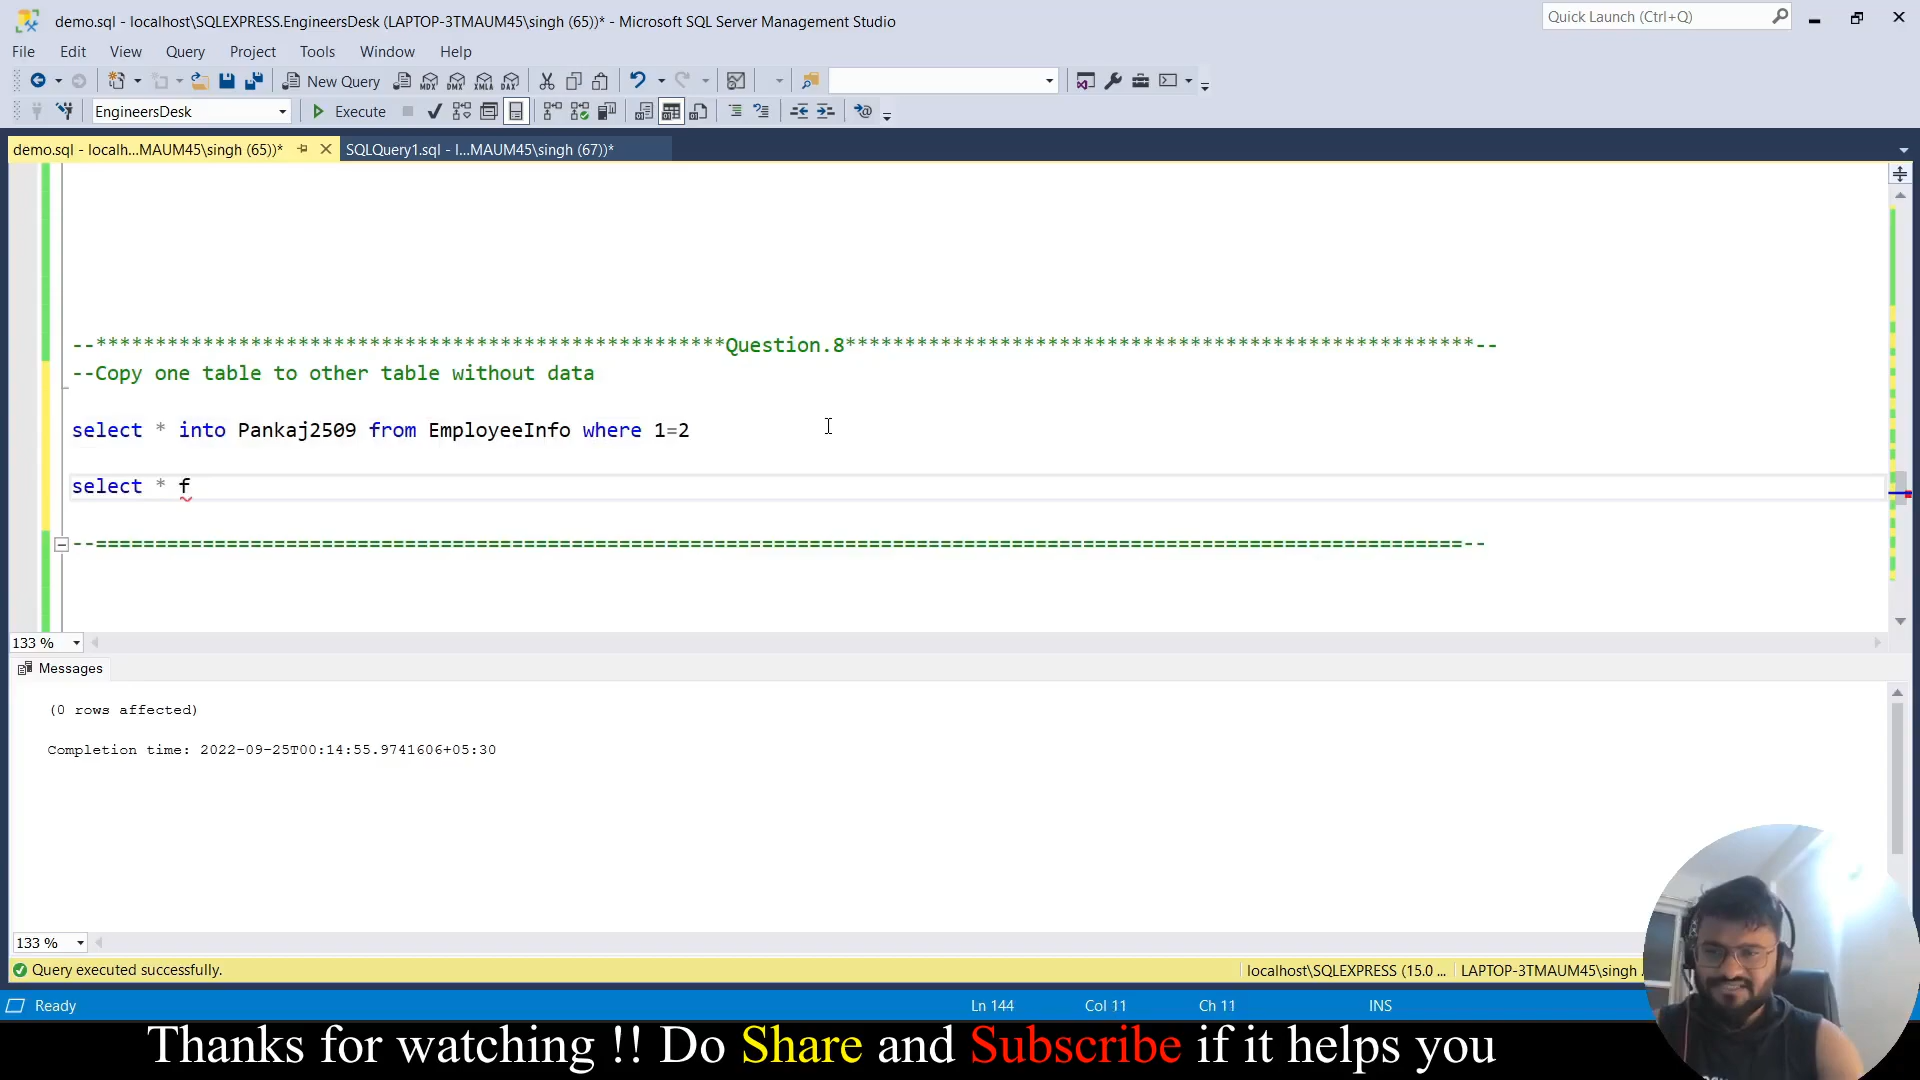 demo.sql - localhost\SQLEXPRESS.EngineersDesk (LAPTOP-3TMAUM45\singh (65))* - Microsoft SQL Server Management Studio
Quick Launch (Ctrl+Q)
File Edit View Query Project Tools Window Help
New Query
EngineersDesk
Execute
demo.sql - localh...MAUM45\singh (65))*
SQLQuery1.sql - l...MAUM45\singh (67))*
--*****************************************************Question.8*****************************************************--
--Copy one table to other table without data
select * into Pankaj2509 from EmployeeInfo where 1=2
select * f
--===================================================================================================================--
133 %
Messages
(0 rows affected)
Completion time: 2022-09-25T00:14:55.9741606+05:30
133 %
Query executed successfully.
localhost\SQLEXPRESS (15.0 ...
LAPTOP-3TMAUM45\singh
Ready
Ln 144
Col 11
Ch 11
INS
Thanks for watching !! Do Share and Subscribe if it helps you